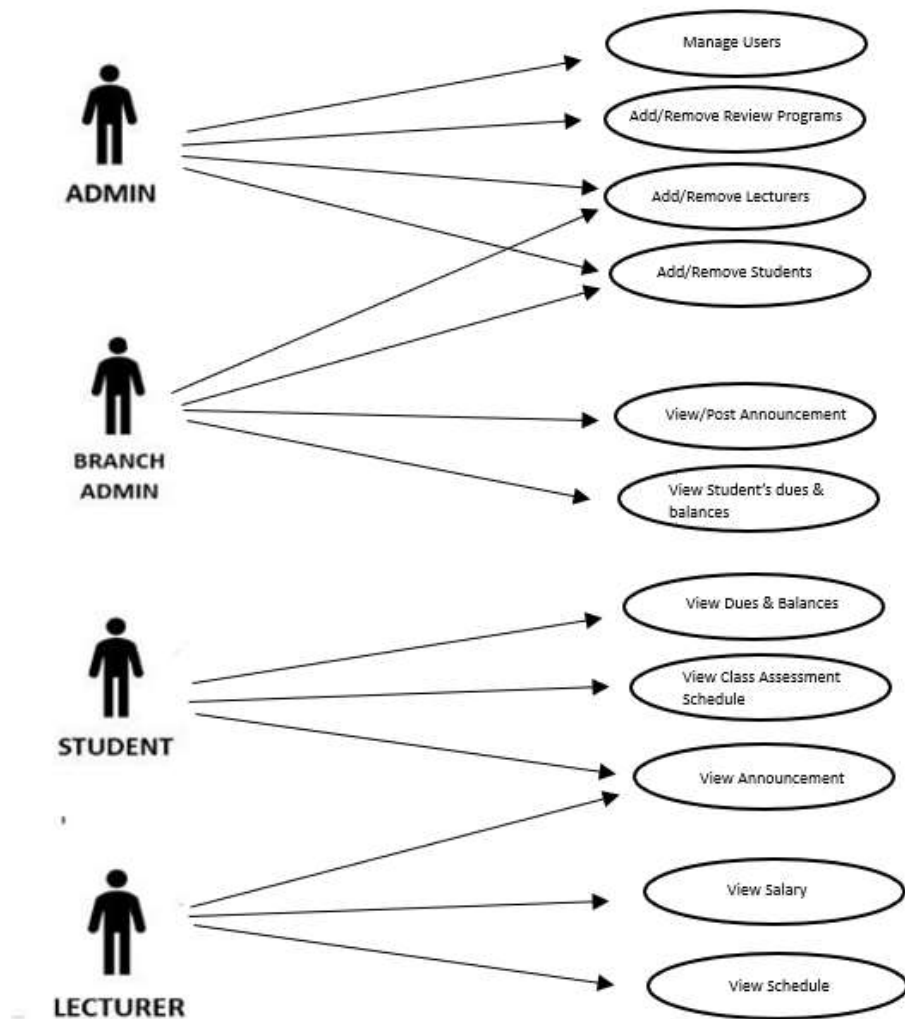 Manage Users
Add/Remove Review Programs
ADMIN
Add/Remove Lecturers
Add/Remove Students
View/Post Announcement
BRANCH
ADMIN
View Student's dues &
balances
View Dues & Balances
View Class Assessment
Schedule
STUDENT
View Announcement
View Salary
View Schedule
LECTURER